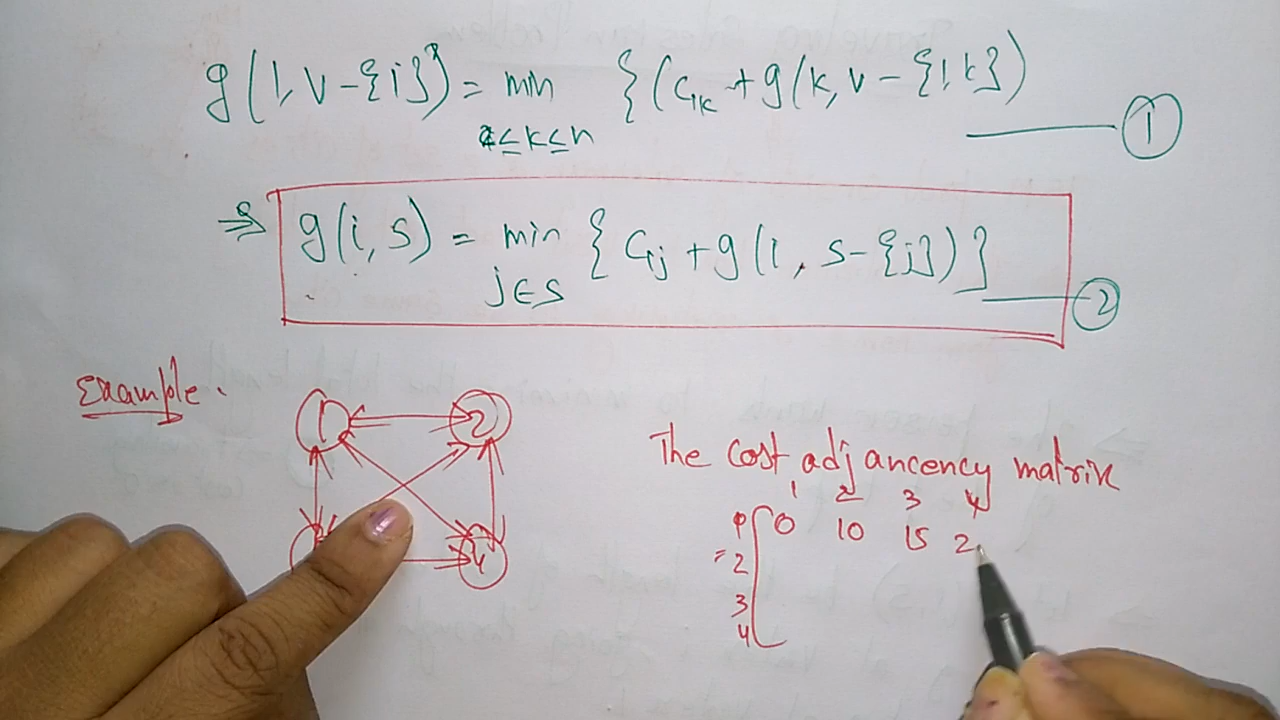 g(1, V-{1}) = min {(C1k + g(k, V-{1,k})
2≤k≤n
1
⇒ g(i, s) = min { Cij + g(1, s-{j})}
j∈s
2
Example.
1 2
4
The cost adjancency matrix
1 2 3 4
1 0 10 15 2
2
3
4